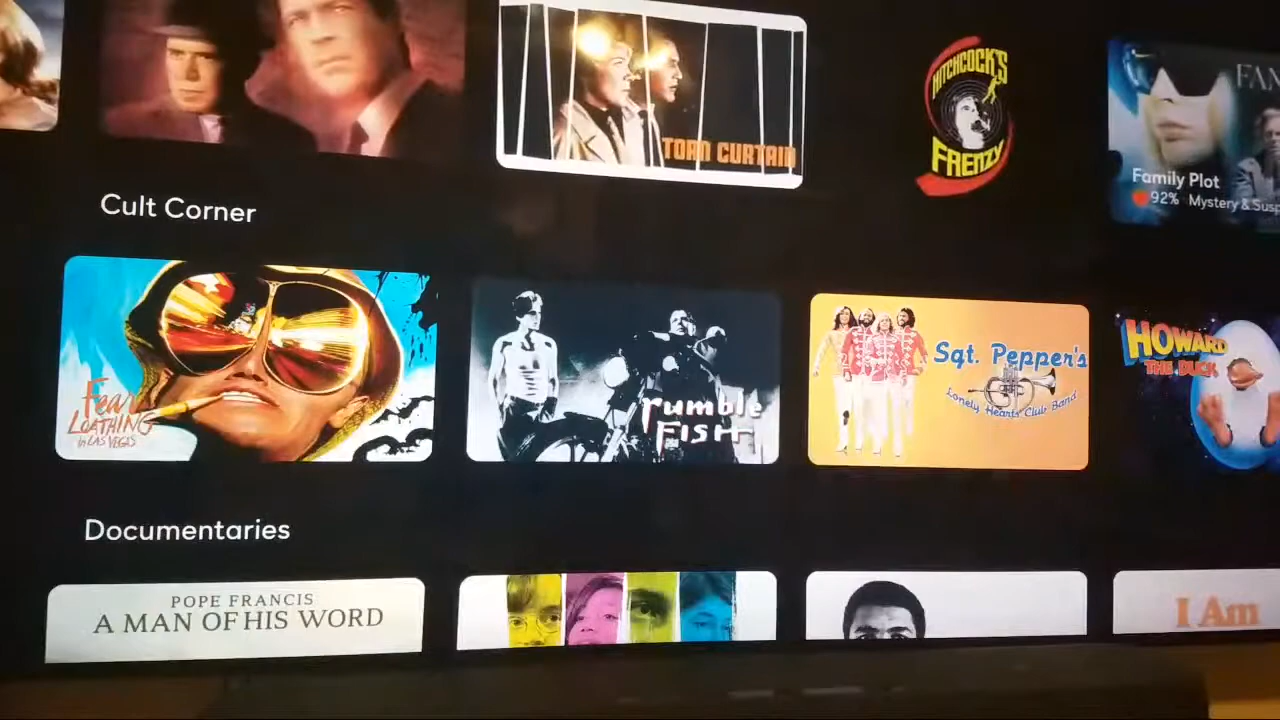 TORN CURTAIN
HITCHCOCK'S
FRENZY
FAM
Family Plot
92% Mystery & Susp
Cult Corner
Fear
LOATHING
IN LAS VEGAS
rumble
FISH
Sgt. Pepper's
Lonely Hearts Club Band
HOWARD
THE DUCK
Documentaries
POPE FRANCIS
A MAN OF HIS WORD
I Am